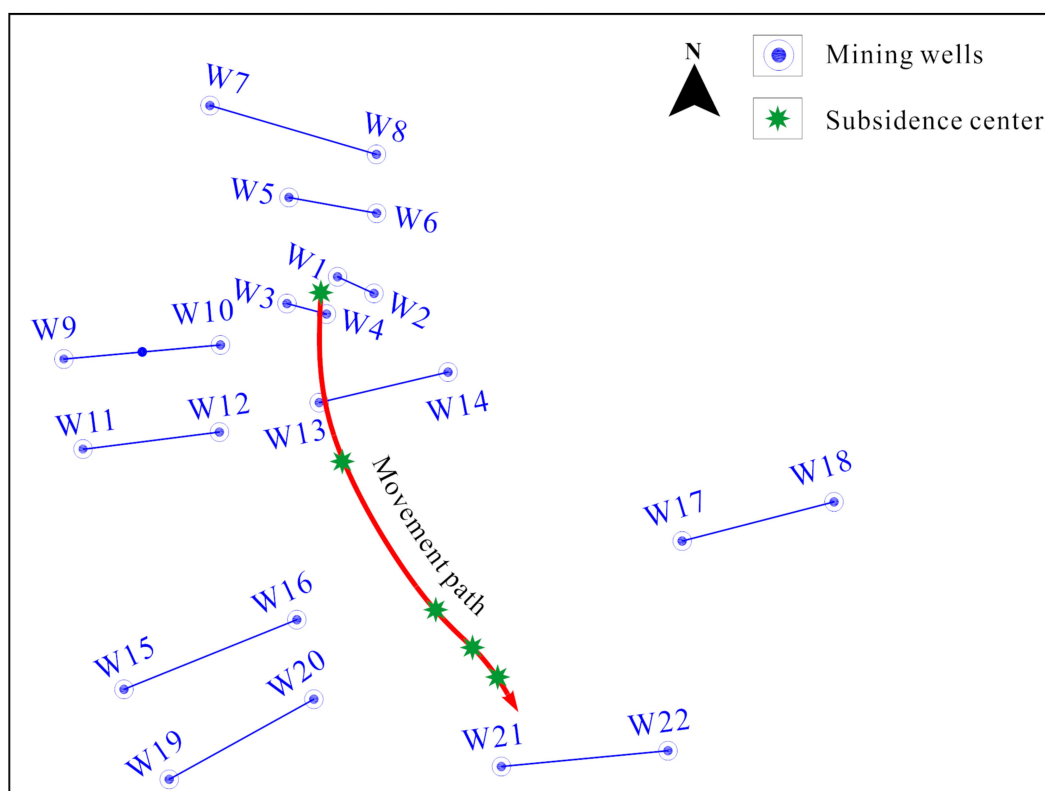 N
Mining wells
Subsidence center
W7
W8
W5
W6
W1
W2
W3
W4
W9
W10
W14
W11
W12
W13
Movement path
W18
W17
W16
W15
W20
W19
W21
W22